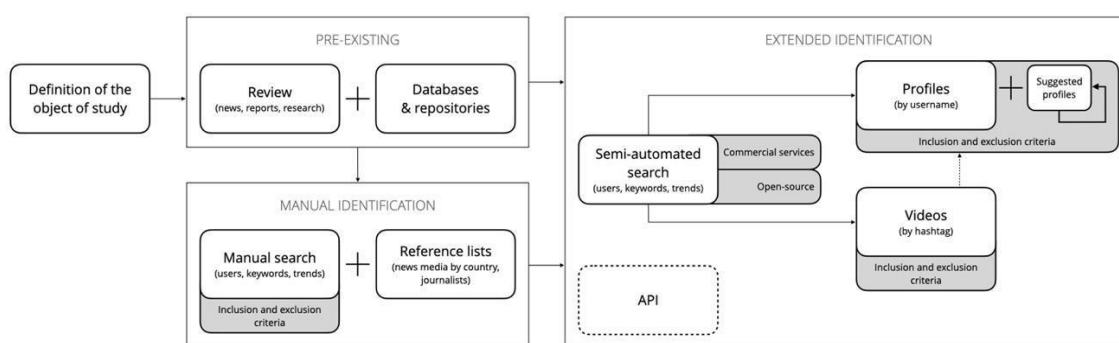 PRE-EXISTING
Definition of the
object of study
Review
(news, reports, research)
+
Databases
& repositories
MANUAL IDENTIFICATION
Manual search
(users, keywords, trends)
Inclusion and exclusion
criteria
+
Reference lists
(news media by country,
journalists)
EXTENDED IDENTIFICATION
Semi-automated
search
(users, keywords, trends)
Commercial services
Open-source
Profiles
(by username)
+
Suggested
profiles
Inclusion and exclusion criteria
Videos
(by hashtag)
Inclusion and exclusion
criteria
API